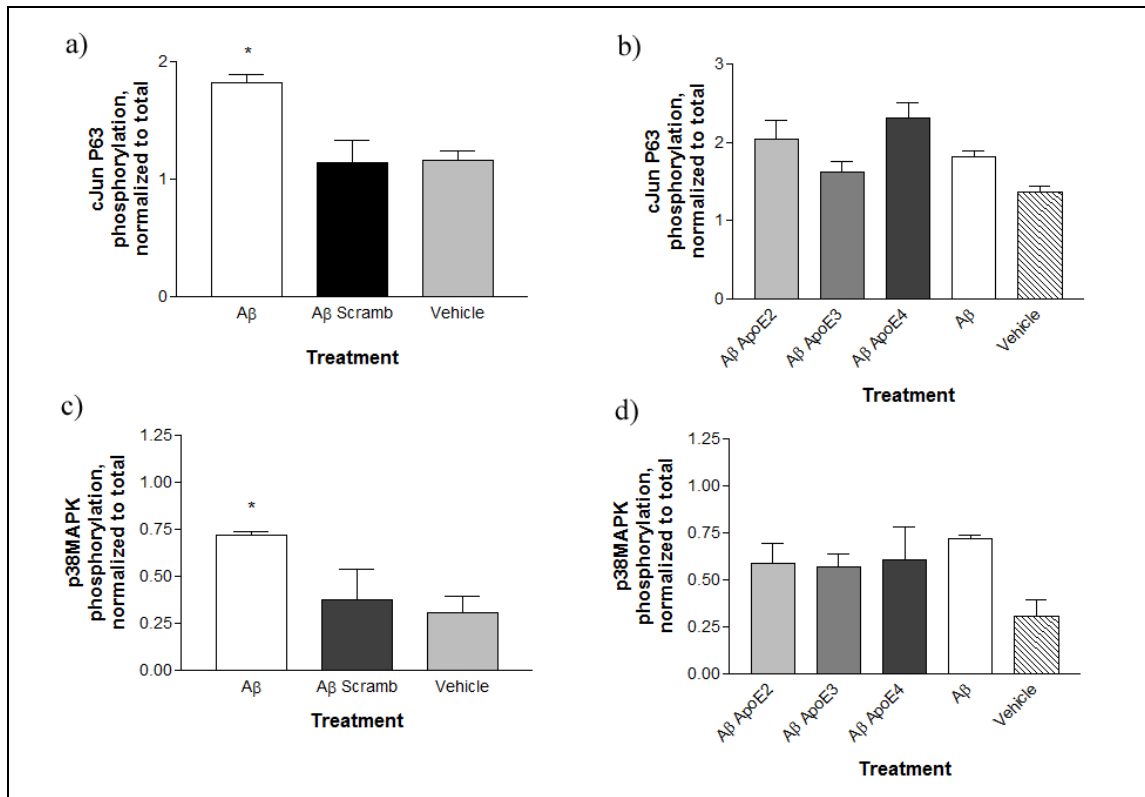 a)
*
cJun P63
phosphorylation,
normalized to total
2
1
0
Aβ
Aβ Scramb
Vehicle
Treatment
b)
cJun P63
phosphorylation,
normalized to total
3
2
1
0
Aβ ApoE2
Aβ ApoE3
Aβ ApoE4
Aβ
Vehicle
Treatment
c)
*
p38MAPK
phosphorylation,
normalized to total
1.25
1.00
0.75
0.50
0.25
0.00
Aβ
Aβ Scramb
Vehicle
Treatment
d)
p38MAPK
phosphorylation,
normalized to total
1.25
1.00
0.75
0.50
0.25
0.00
Aβ ApoE2
Aβ ApoE3
Aβ ApoE4
Aβ
Vehicle
Treatment